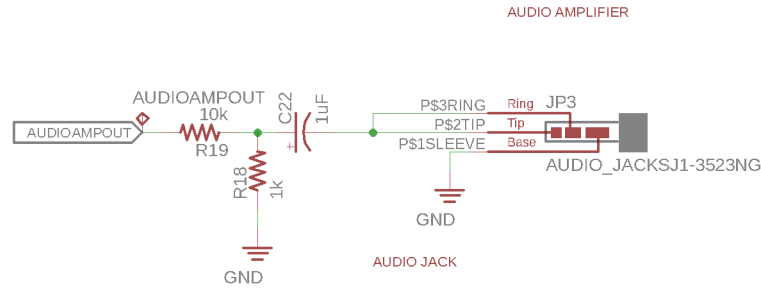 AUDIO AMPLIFIER
AUDIOAMPOUT
10k
C22
1uF
P$3RING
Ring
JP3
AUDIOAMPOUT
P$2TIP
Tip
R19
+
P$1SLEEVE
Base
AUDIO_JACKSJ1-3523NG
R18
1k
GND
GND
AUDIO JACK